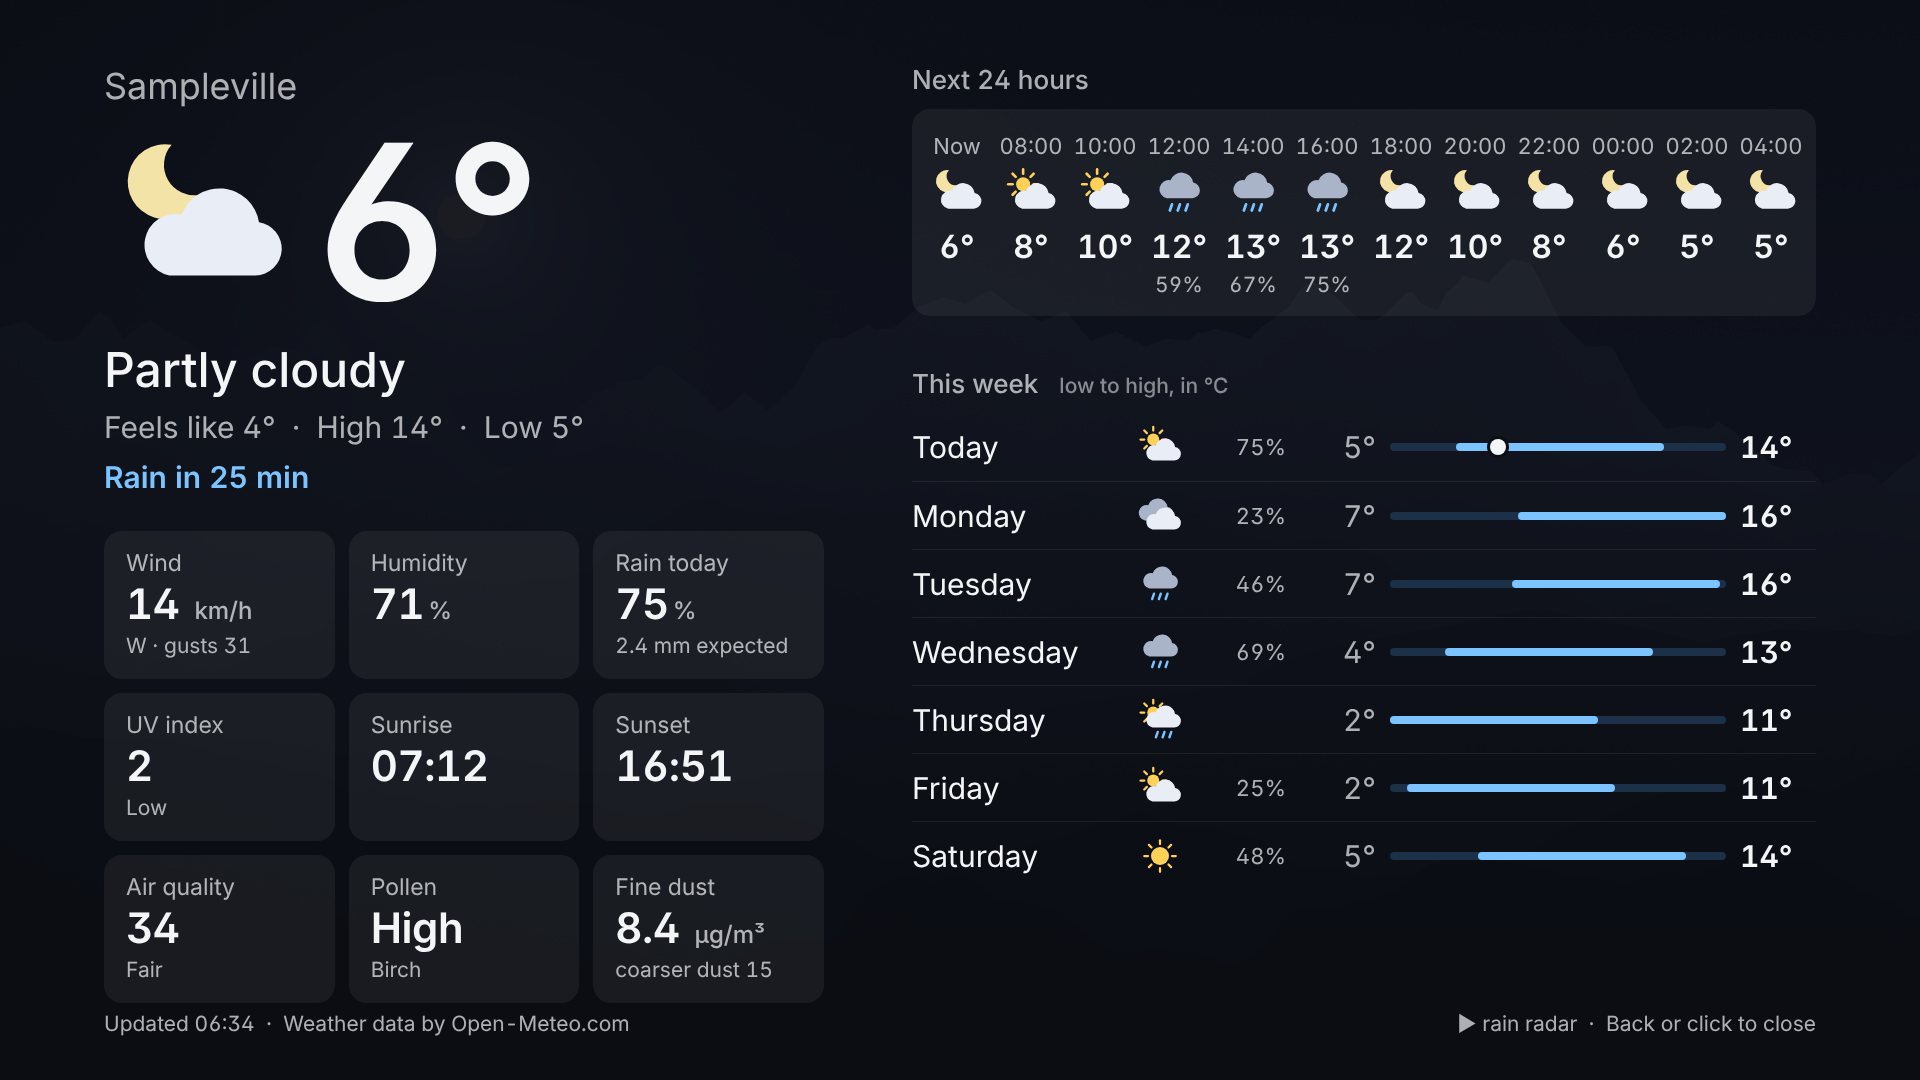 Sampleville
6°
Partly cloudy
Feels like 4° · High 14° · Low 5°
Rain in 25 min
Wind
14 km/h
W · gusts 31
Humidity
71 %
Rain today
75 %
2.4 mm expected
UV index
2
Low
Sunrise
07:12
Sunset
16:51
Air quality
34
Fair
Pollen
High
Birch
Fine dust
8.4 µg/m³
coarser dust 15
Updated 06:34 · Weather data by Open-Meteo.com
Next 24 hours
Now 08:00 10:00 12:00 14:00 16:00 18:00 20:00 22:00 00:00 02:00 04:00
6° 8° 10° 12° 13° 13° 12° 10° 8° 6° 5° 5°
59% 67% 75%
This week low to high, in °C
Today 75% 5° 14°
Monday 23% 7° 16°
Tuesday 46% 7° 16°
Wednesday 69% 4° 13°
Thursday 2° 11°
Friday 25% 2° 11°
Saturday 48% 5° 14°
▶ rain radar · Back or click to close